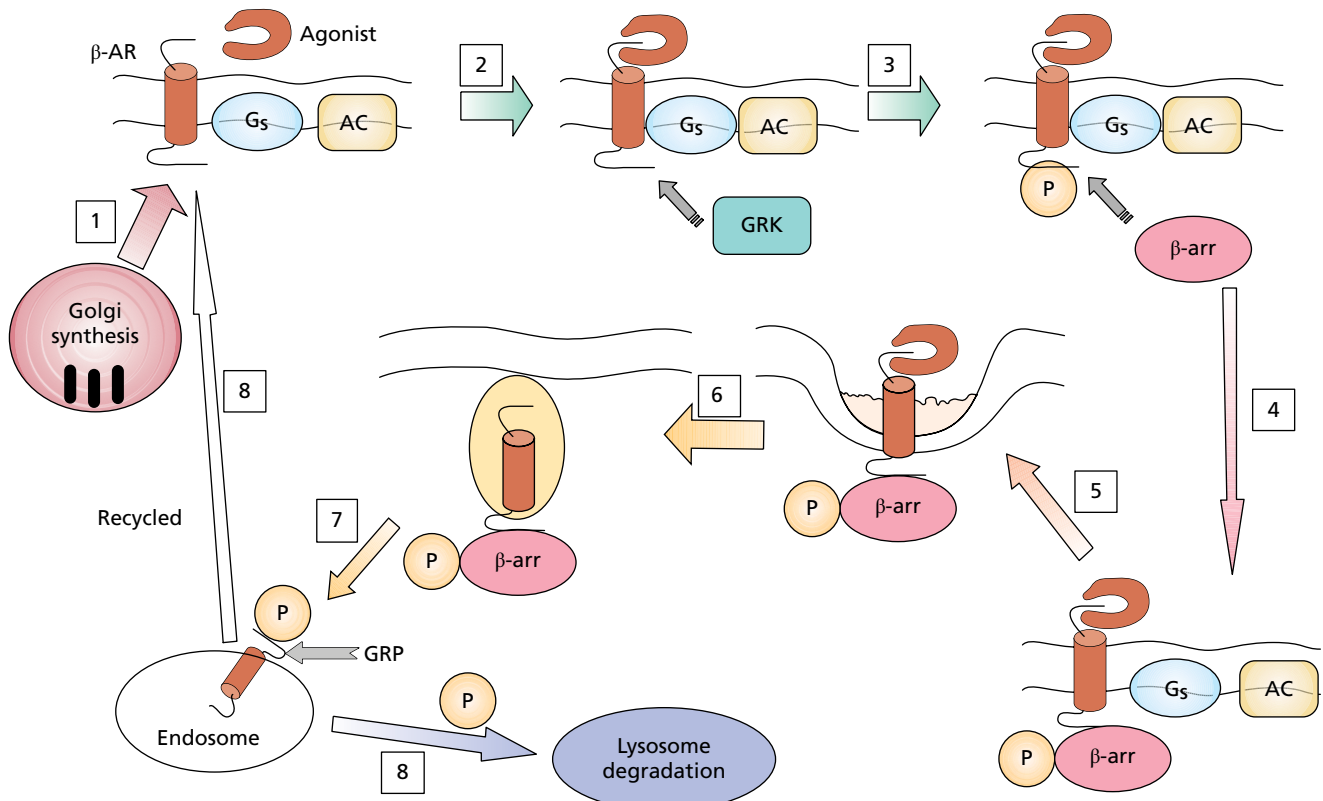 β-AR
Agonist
Gs
AC
2
Gs
AC
GRK
3
Gs
AC
P
β-arr
1
Golgi
synthesis
8
Recycled
4
5
P
β-arr
6
P
β-arr
7
P
GRP
Endosome
P
8
Lysosome
degradation
Gs
AC
P
β-arr